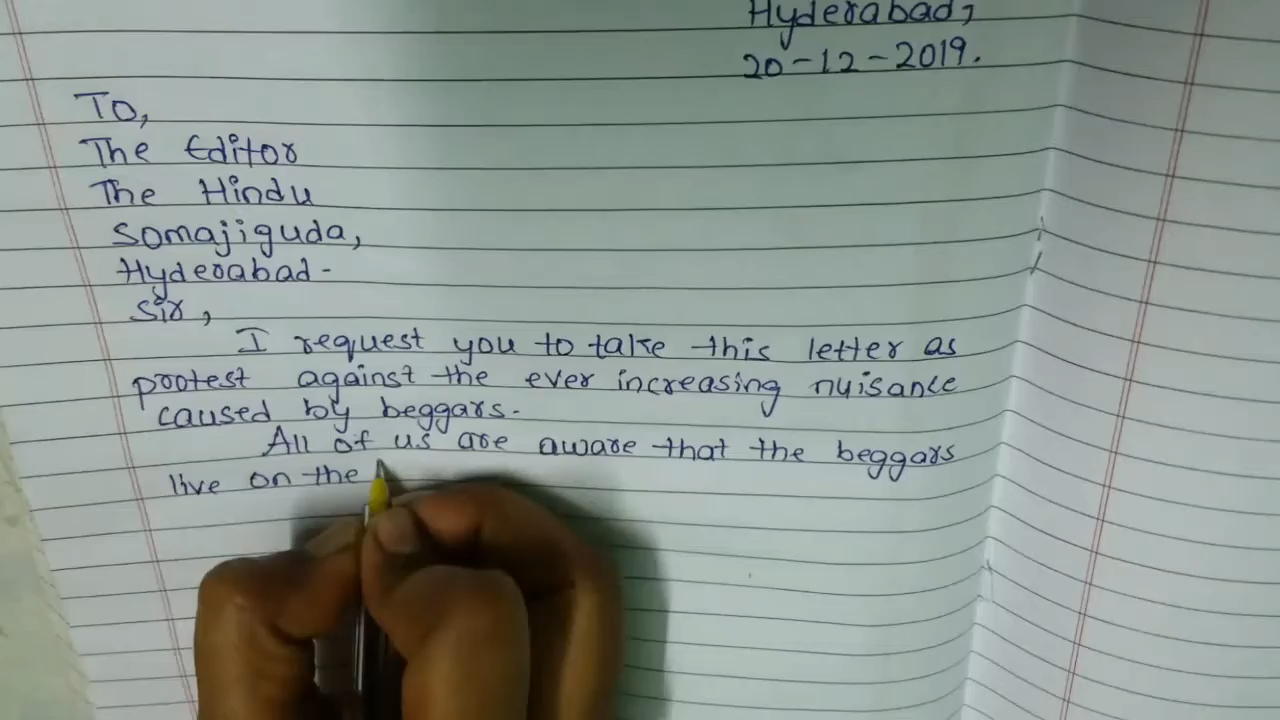 Hyderabad,
20-12-2019.
To,
The Editor
The Hindu
Somajiguda,
Hyderabad-
Sir,
I request you to take this letter as
protest against the ever increasing nuisance
caused by beggars.
All of us are aware that the beggars
live on the